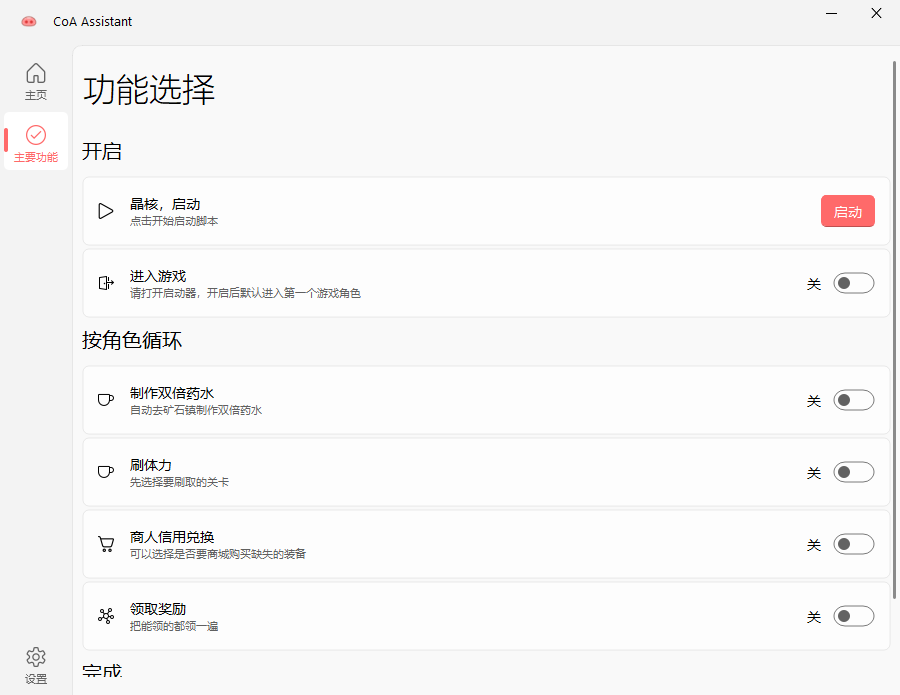 CoA Assistant
主页
主要功能
功能选择
开启
晶核，启动
点击开始启动脚本
启动
进入游戏
请打开启动器，开启后默认进入第一个游戏角色
关
按角色循环
制作双倍药水
自动去矿石镇制作双倍药水
关
刷体力
先选择要刷取的关卡
关
商人信用兑换
可以选择是否要商城购买缺失的装备
关
领取奖励
把能领的都领一遍
关
完成
设置